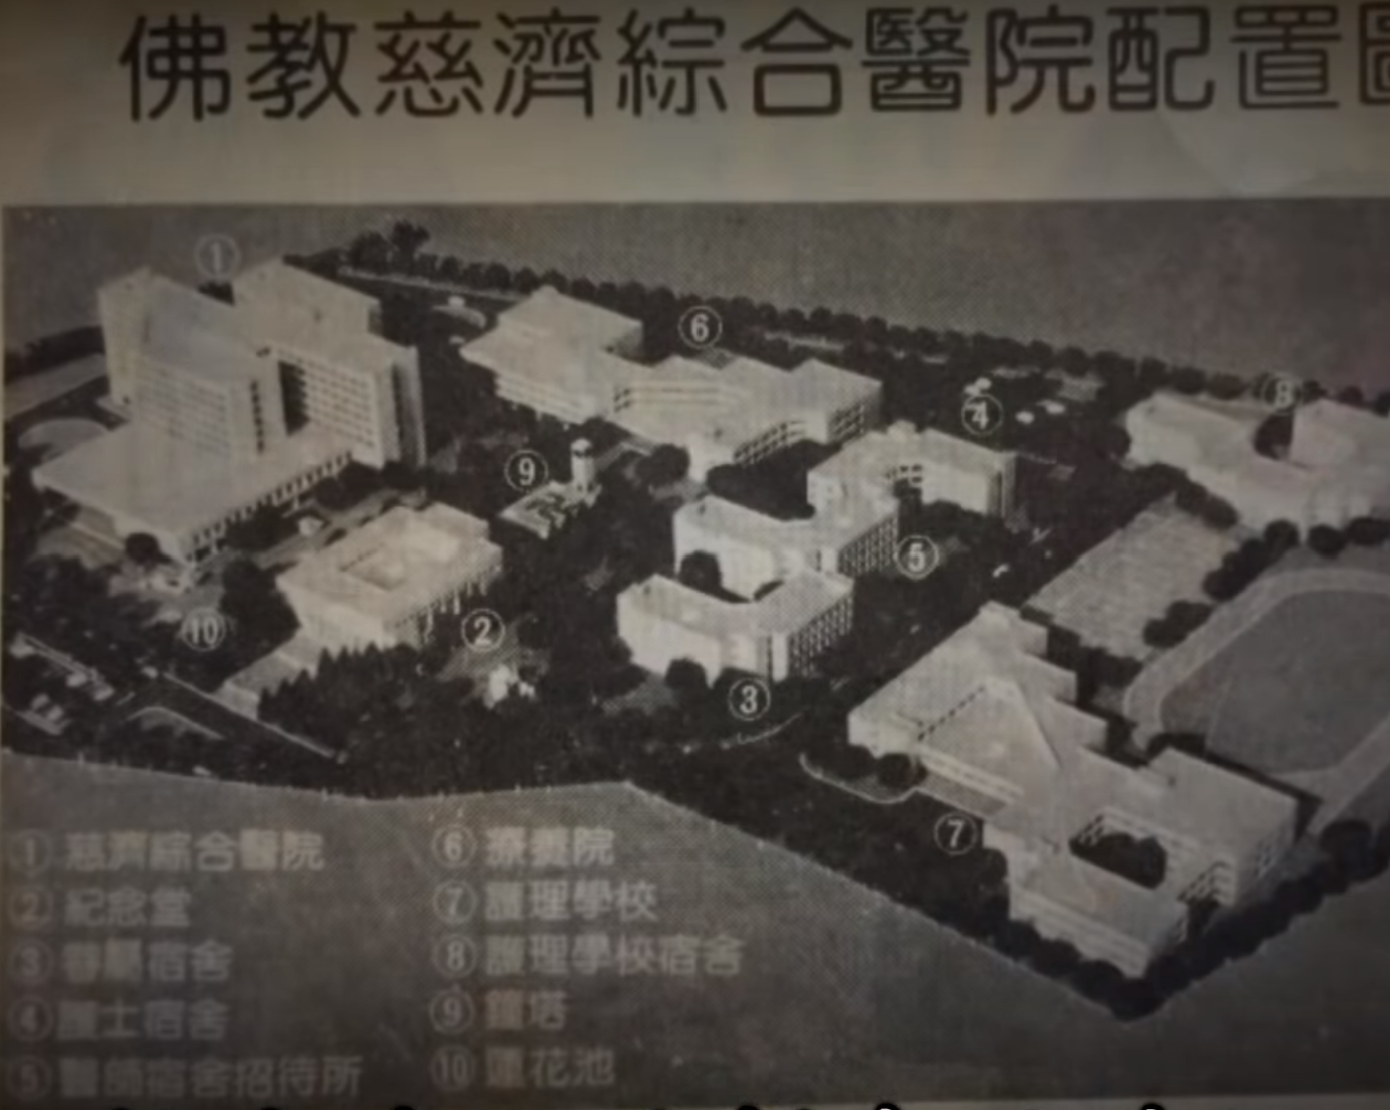 佛教慈濟綜合醫院配置圖
①
⑥
④
⑧
⑨
⑤
⑩
②
③
⑦
① 慈濟綜合醫院
② 紀念堂
③ 眷屬宿舍
④ 護士宿舍
⑤ 醫師宿舍招待所
⑥ 療養院
⑦ 護理學校
⑧ 護理學校宿舍
⑨ 鐘塔
⑩ 蓮花池